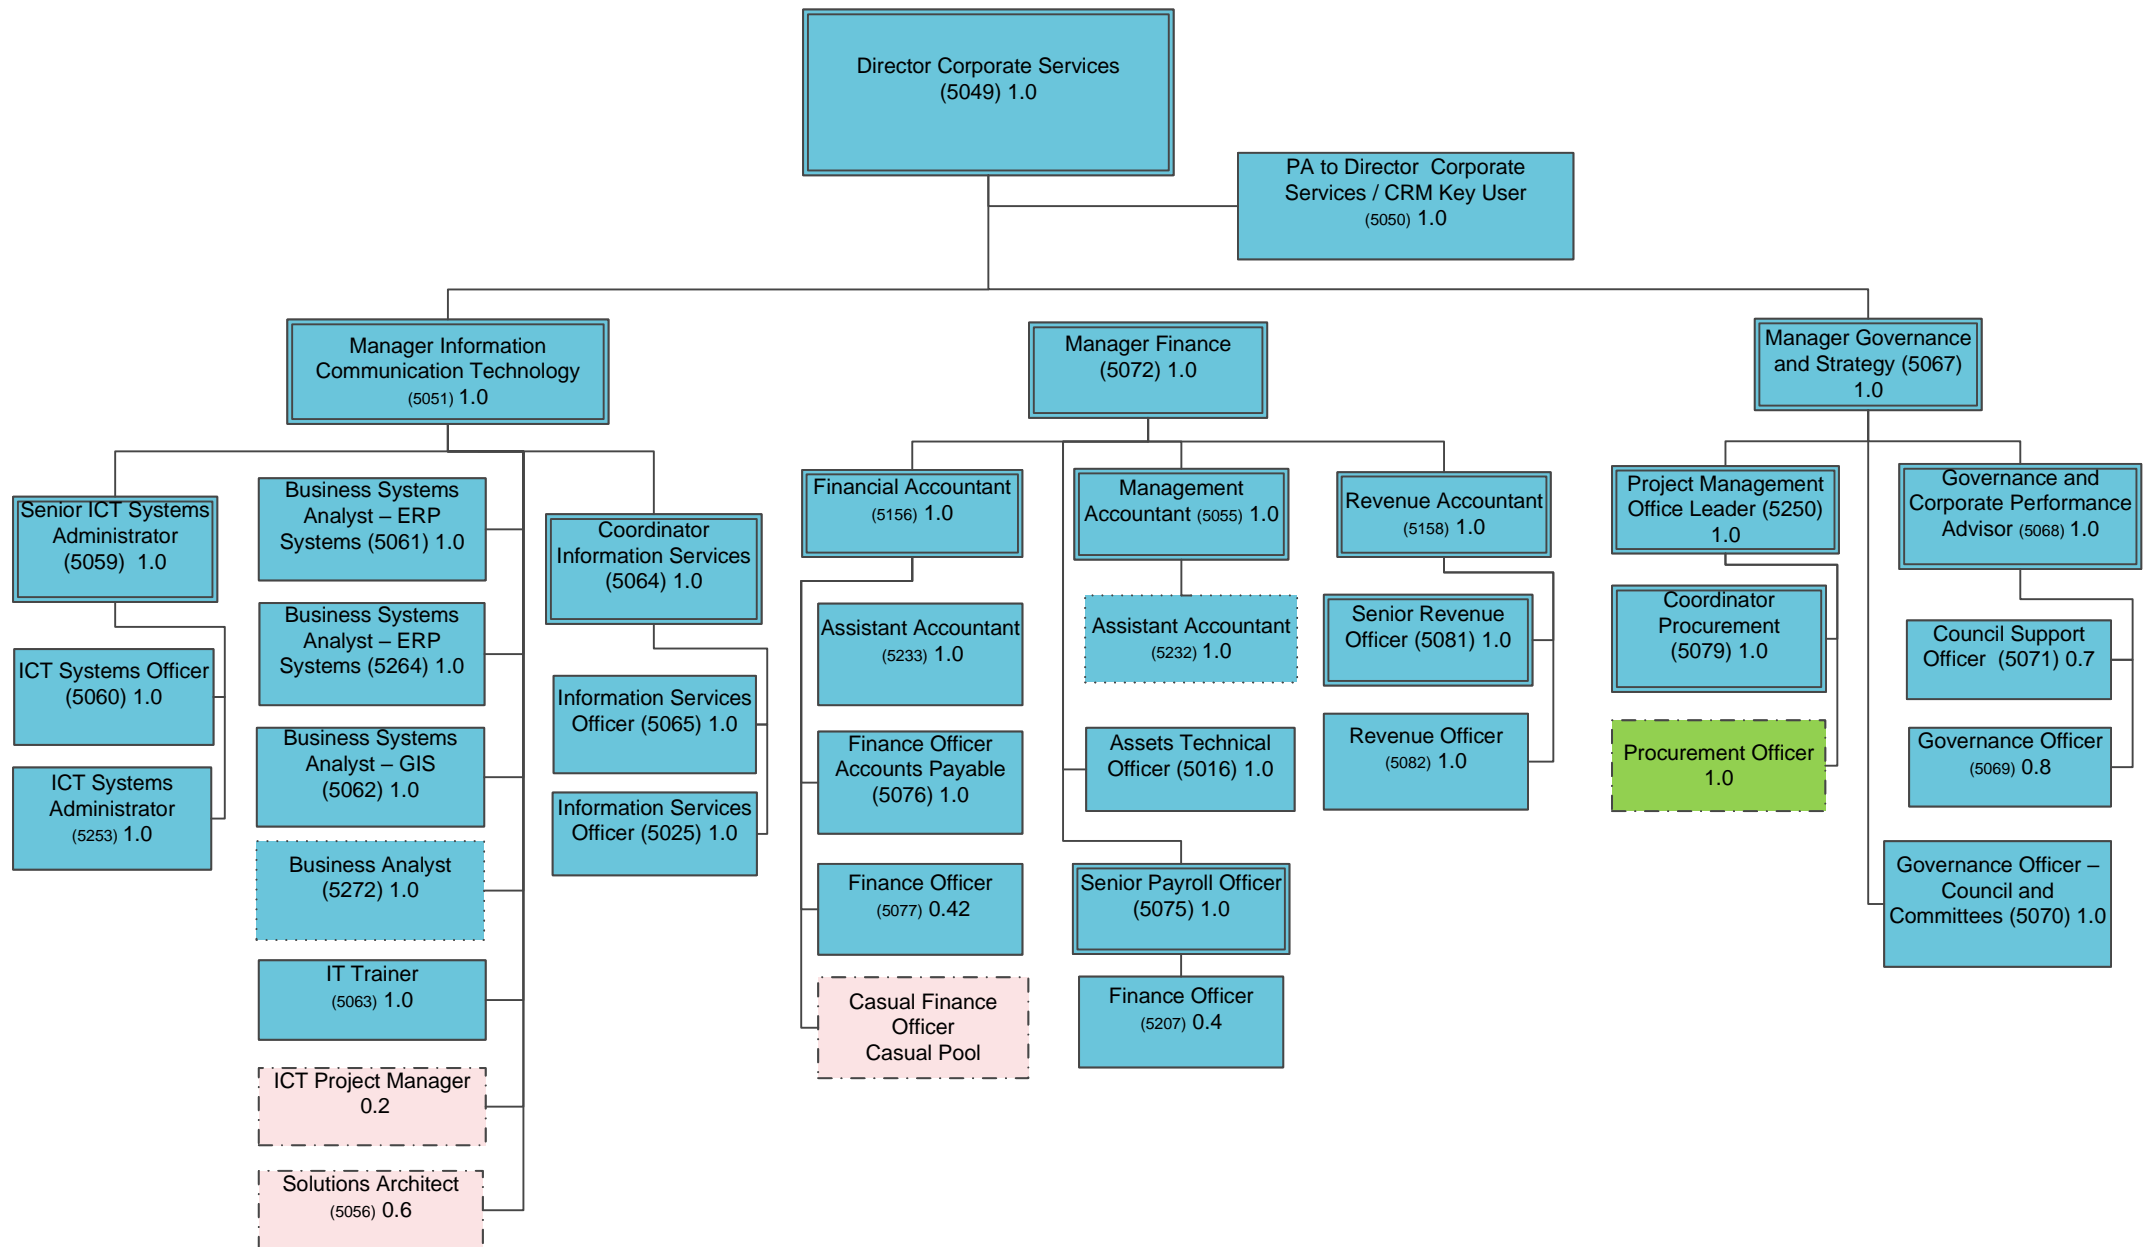 Director Corporate Services
(5049) 1.0
PA to Director Corporate
Services / CRM Key User
(5050) 1.0
Manager Information
Communication Technology
(5051) 1.0
Manager Finance
(5072) 1.0
Manager Governance
and Strategy (5067)
1.0
Senior ICT Systems
Administrator
(5059) 1.0
ICT Systems Officer
(5060) 1.0
ICT Systems
Administrator
(5253) 1.0
Business Systems
Analyst – ERP
Systems (5061) 1.0
Business Systems
Analyst – ERP
Systems (5264) 1.0
Business Systems
Analyst – GIS
(5062) 1.0
Business Analyst
(5272) 1.0
IT Trainer
(5063) 1.0
ICT Project Manager
0.2
Solutions Architect
(5056) 0.6
Coordinator
Information Services
(5064) 1.0
Information Services
Officer (5065) 1.0
Information Services
Officer (5025) 1.0
Financial Accountant
(5156) 1.0
Assistant Accountant
(5233) 1.0
Finance Officer
Accounts Payable
(5076) 1.0
Finance Officer
(5077) 0.42
Casual Finance
Officer
Casual Pool
Management
Accountant (5055) 1.0
Assistant Accountant
(5232) 1.0
Assets Technical
Officer (5016) 1.0
Senior Payroll Officer
(5075) 1.0
Finance Officer
(5207) 0.4
Revenue Accountant
(5158) 1.0
Senior Revenue
Officer (5081) 1.0
Revenue Officer
(5082) 1.0
Project Management
Office Leader (5250)
1.0
Coordinator
Procurement
(5079) 1.0
Procurement Officer
1.0
Governance and
Corporate Performance
Advisor (5068) 1.0
Council Support
Officer (5071) 0.7
Governance Officer
(5069) 0.8
Governance Officer –
Council and
Committees (5070) 1.0